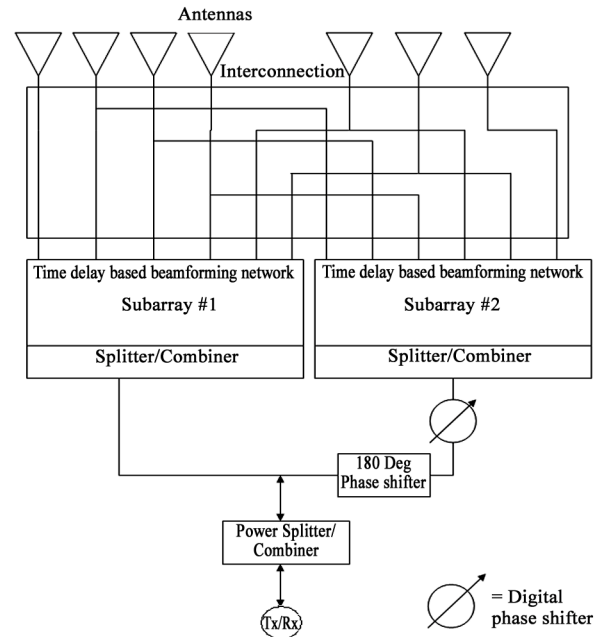 Antennas
Interconnection
Time delay based beamforming network
Subarray #1
Splitter/Combiner
Time delay based beamforming network
Subarray #2
Splitter/Combiner
180 Deg
Phase shifter
Power Splitter/
Combiner
Tx/Rx
= Digital
phase shifter